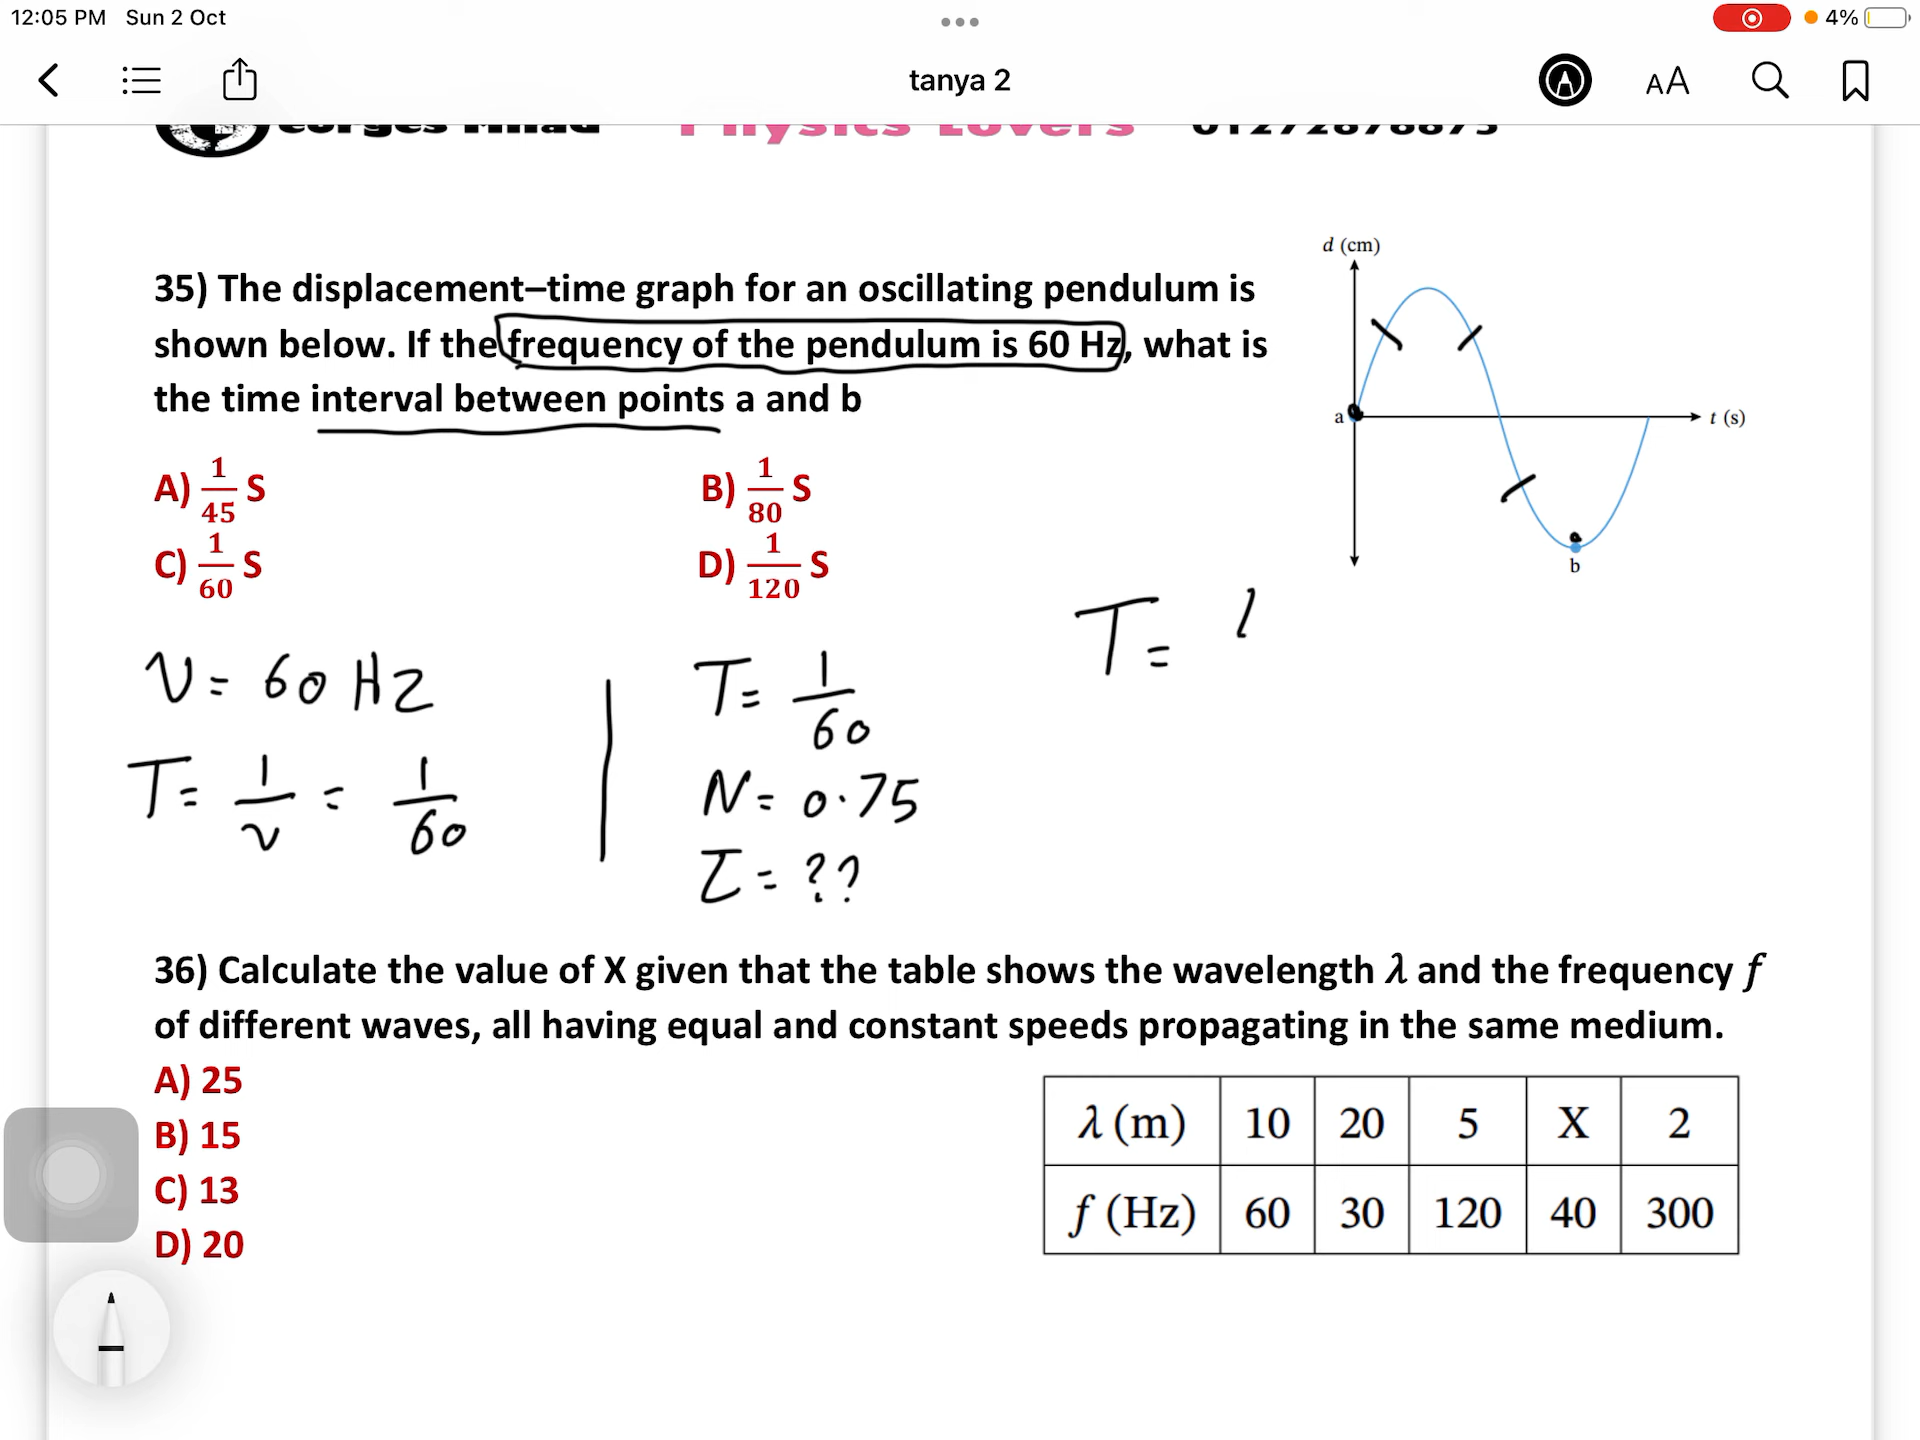 12:05 PM Sun 2 Oct
4%
tanya 2
AA
Physics Lovers
35) The displacement–time graph for an oscillating pendulum is
shown below. If the frequency of the pendulum is 60 Hz, what is
the time interval between points a and b
A) 1/45 S
B) 1/80 S
C) 1/60 S
D) 1/120 S
d (cm)
a
t (s)
b
ν = 60 Hz
T = 1/ν = 1/60
T = 1/60
N = 0.75
t = ??
T =
36) Calculate the value of X given that the table shows the wavelength λ and the frequency f
of different waves, all having equal and constant speeds propagating in the same medium.
A) 25
B) 15
C) 13
D) 20
λ (m) 10 20 5 X 2
f (Hz) 60 30 120 40 300